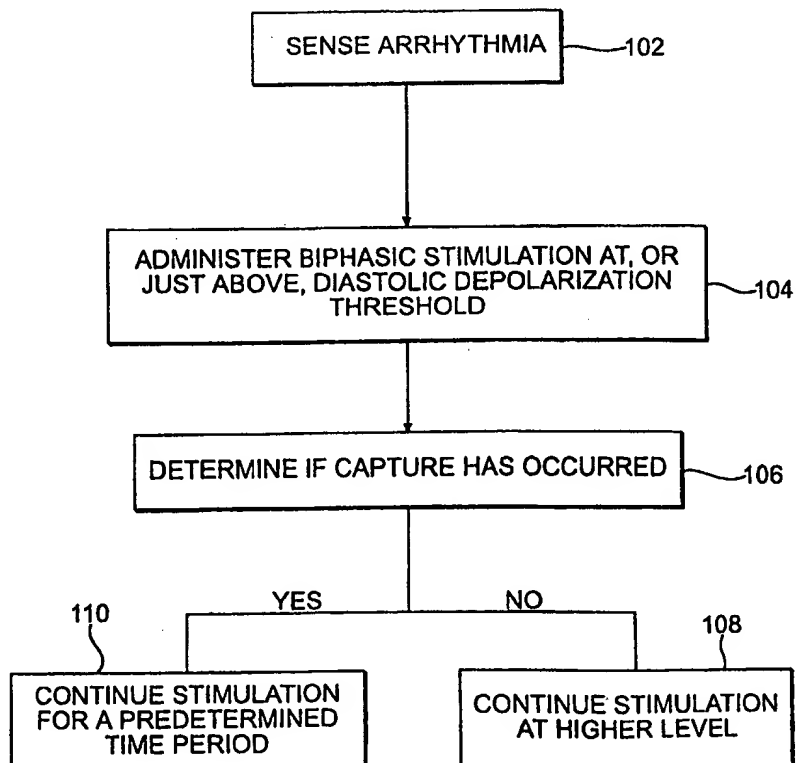 SENSE ARRHYTHMIA
102
ADMINISTER BIPHASIC STIMULATION AT, OR
JUST ABOVE, DIASTOLIC DEPOLARIZATION
THRESHOLD
104
DETERMINE IF CAPTURE HAS OCCURRED
106
YES
NO
110
CONTINUE STIMULATION
FOR A PREDETERMINED
TIME PERIOD
108
CONTINUE STIMULATION
AT HIGHER LEVEL